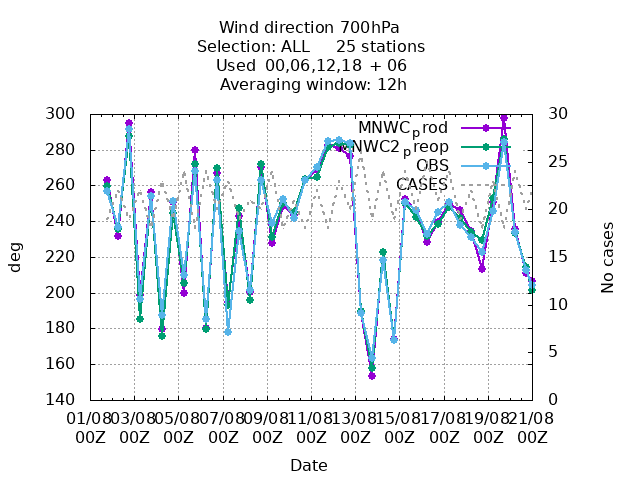 Wind direction 700hPa
Selection: ALL 25 stations
Used 00,06,12,18 + 06
Averaging window: 12h
300 30
280 25
260
240 20
220 15
200 10
180
160 5
140 0
MNWCprod
MNWC2preop
OBS
CASES
deg
No cases
01/08 03/08 05/08 07/08 09/08 11/08 13/08 15/08 17/08 19/08 21/08
00Z 00Z 00Z 00Z 00Z 00Z 00Z 00Z 00Z 00Z 00Z
Date